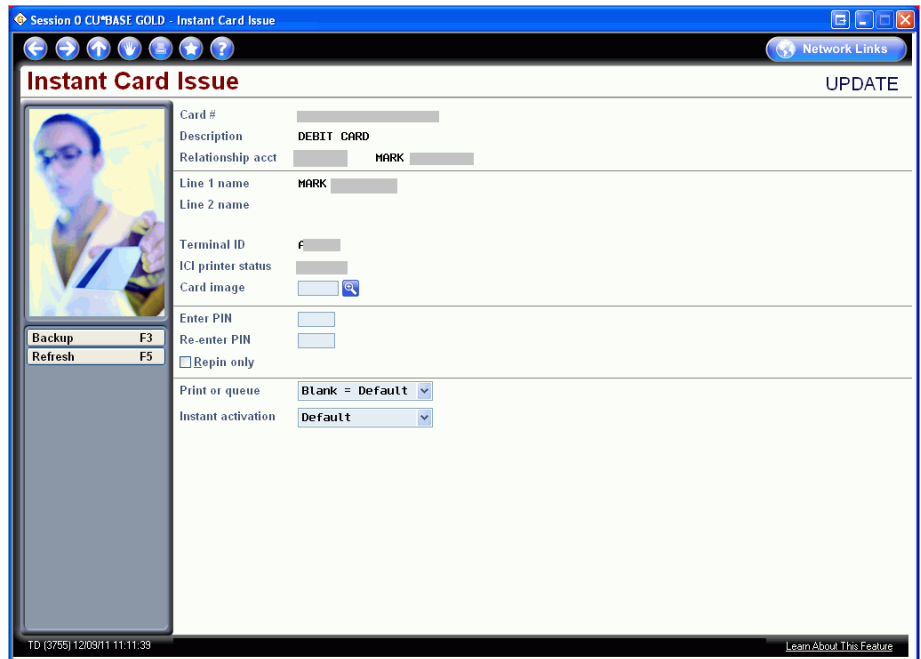 Session 0 CU*BASE GOLD - Instant Card Issue
Network Links
Instant Card Issue
UPDATE
Card #
Description DEBIT CARD
Relationship acct MARK
Line 1 name MARK
Line 2 name
Terminal ID
ICI printer status
Card image
Enter PIN
Backup F3
Re-enter PIN
Refresh F5
Repin only
Print or queue Blank = Default
Instant activation Default
TD (3755) 12/09/11 11:11:39
Learn About This Feature